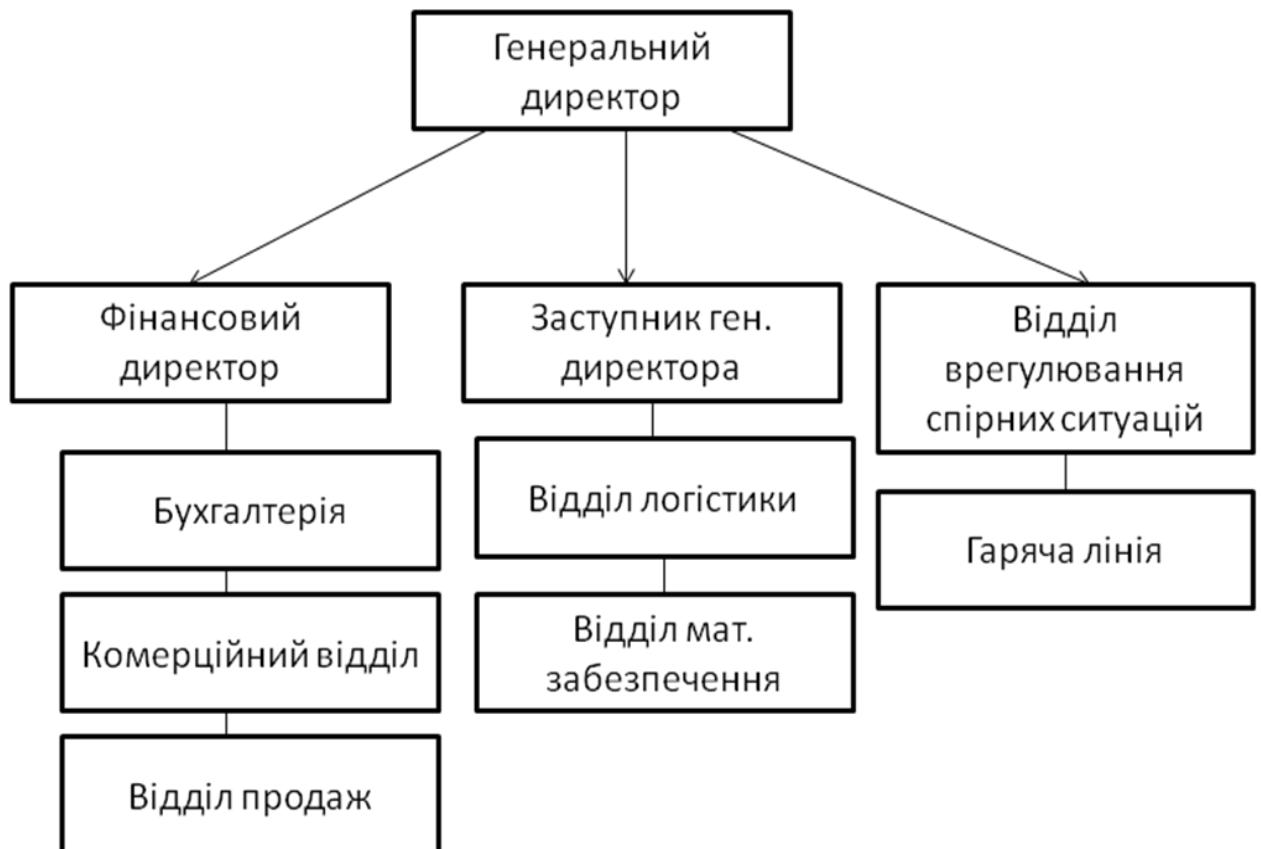 Генеральний
директор
Фінансовий
директор
Заступник ген.
директора
Відділ
врегулювання
спірних ситуацій
Бухгалтерія
Відділ логістики
Гаряча лінія
Комерційний відділ
Відділ мат.
забезпечення
Відділ продаж